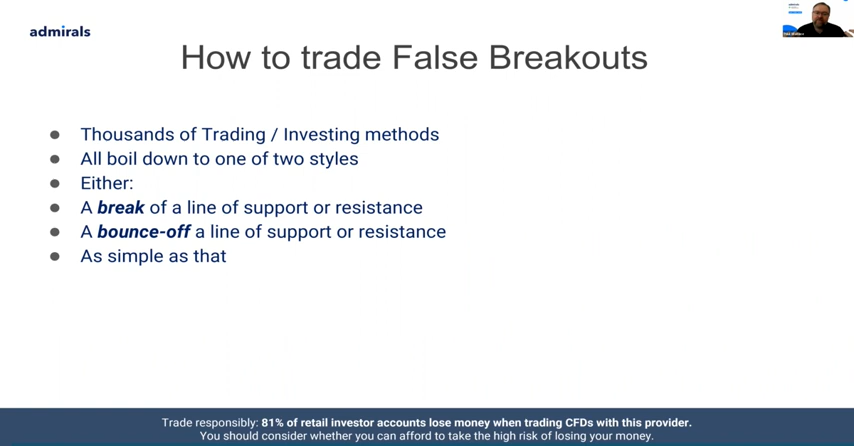 admirals
How to trade False Breakouts
Thousands of Trading / Investing methods
All boil down to one of two styles
Either:
A break of a line of support or resistance
A bounce-off a line of support or resistance
As simple as that
Trade responsibly: 81% of retail investor accounts lose money when trading CFDs with this provider.
You should consider whether you can afford to take the high risk of losing your money.